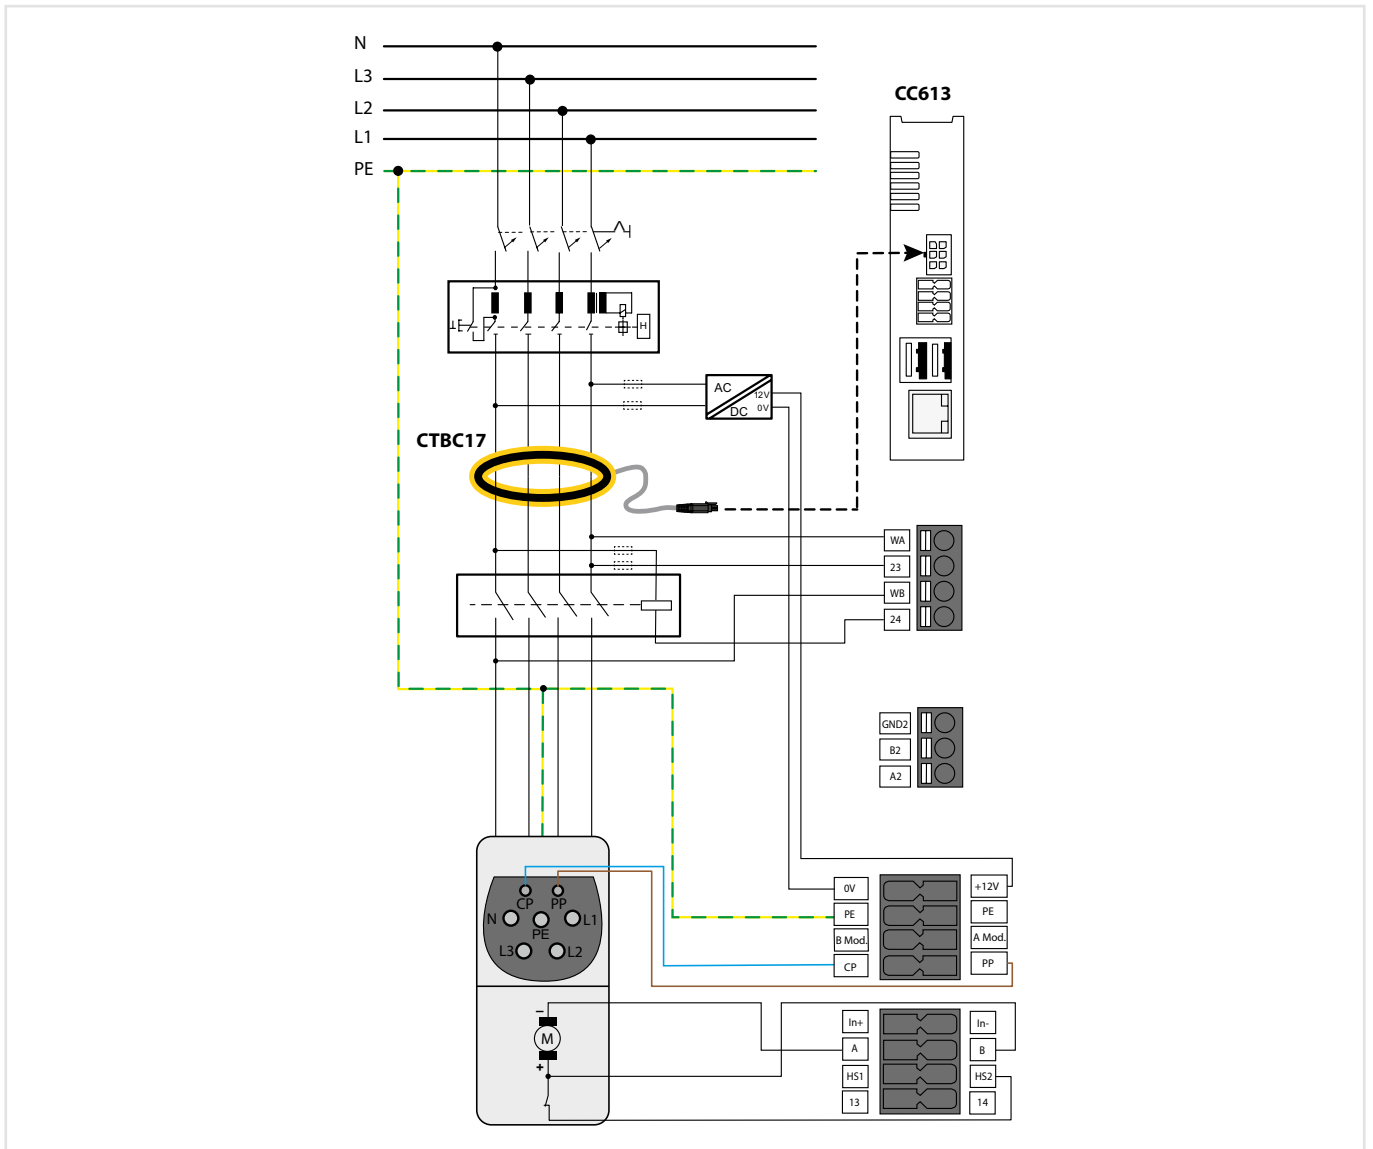 N
L3
CC613
L2
L1
PE
H
AC
12V
DC
0V
CTBC17
WA
23
WB
24
GND2
B2
A2
0V
+12V
CP
PP
PE
PE
N
L1
PE
B Mod.
A Mod.
L3
L2
CP
PP
−
In+
In-
M
A
B
+
HS1
HS2
13
14